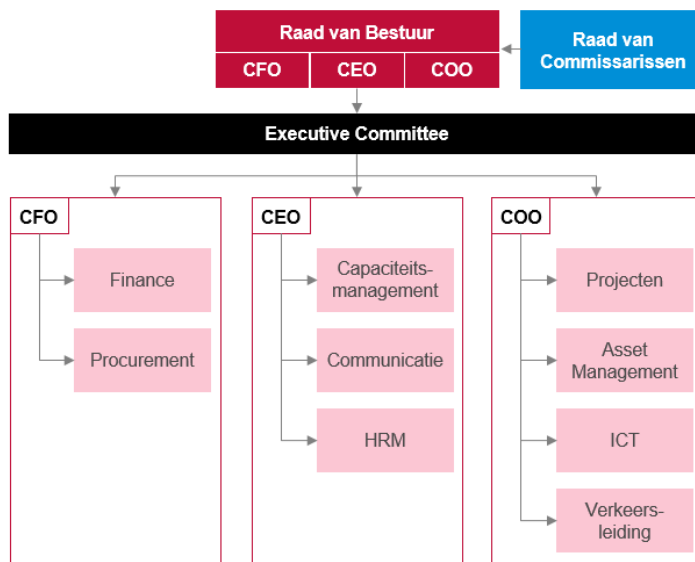 Raad van Bestuur
CFO
CEO
COO
Raad van
Commissarissen
Executive Committee
CFO
Finance
Procurement
CEO
Capaciteits-
management
Communicatie
HRM
COO
Projecten
Asset
Management
ICT
Verkeers-
leiding